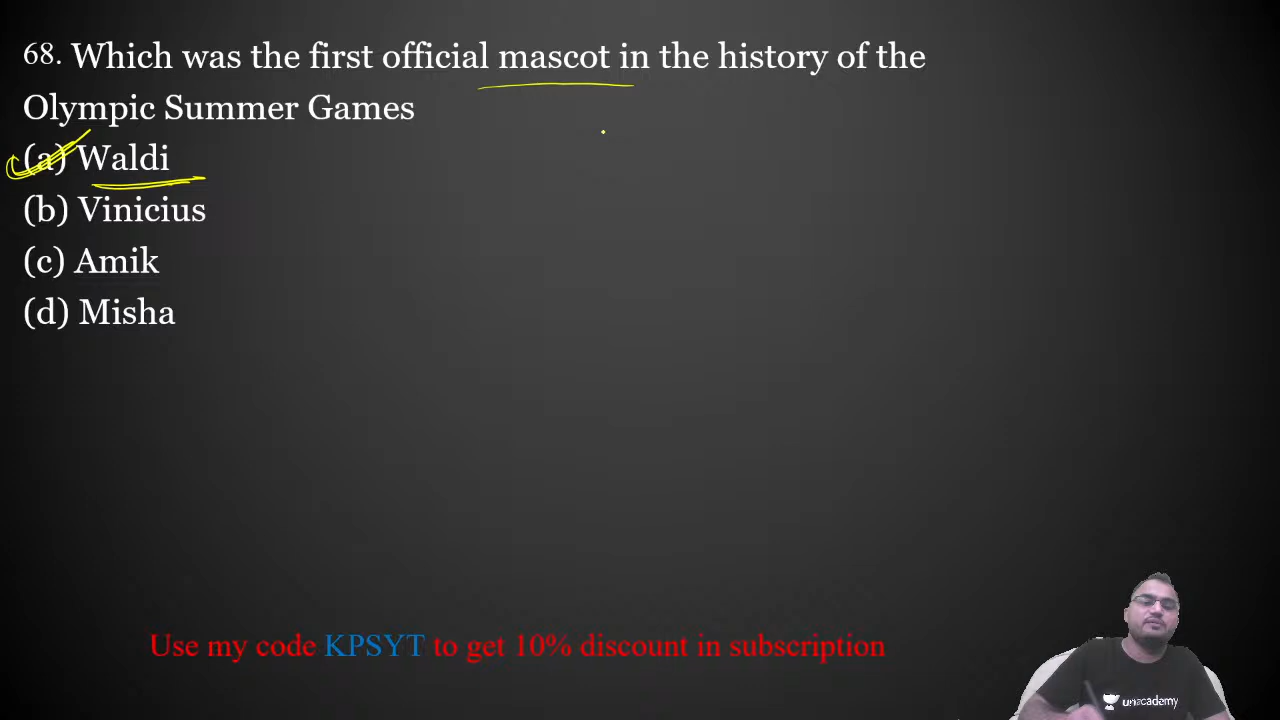 68. Which was the first official mascot in the history of the
Olympic Summer Games
(a) Waldi
(b) Vinicius
(c) Amik
(d) Misha
Use my code KPSYT to get 10% discount in subscription
unacademy